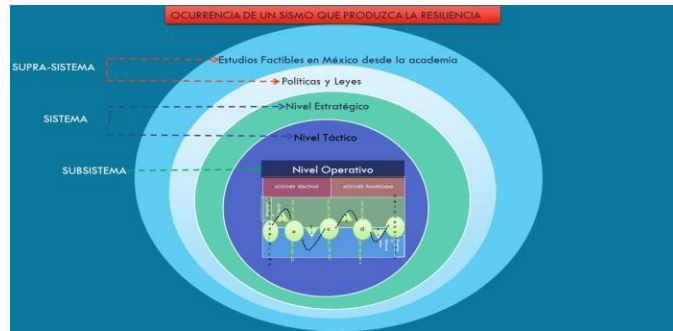 OCURRENCIA DE UN SISMO QUE PRODUZCA LA RESILIENCIA
Estudios Factibles en México desde la academia
SUPRA-SISTEMA
Políticas y Leyes
Nivel Estratégico
SISTEMA
Nivel Táctico
SUBSISTEMA
Nivel Operativo
ACCIONES REACTIVAS
ACCIONES PLANIFICADAS
a
c
d